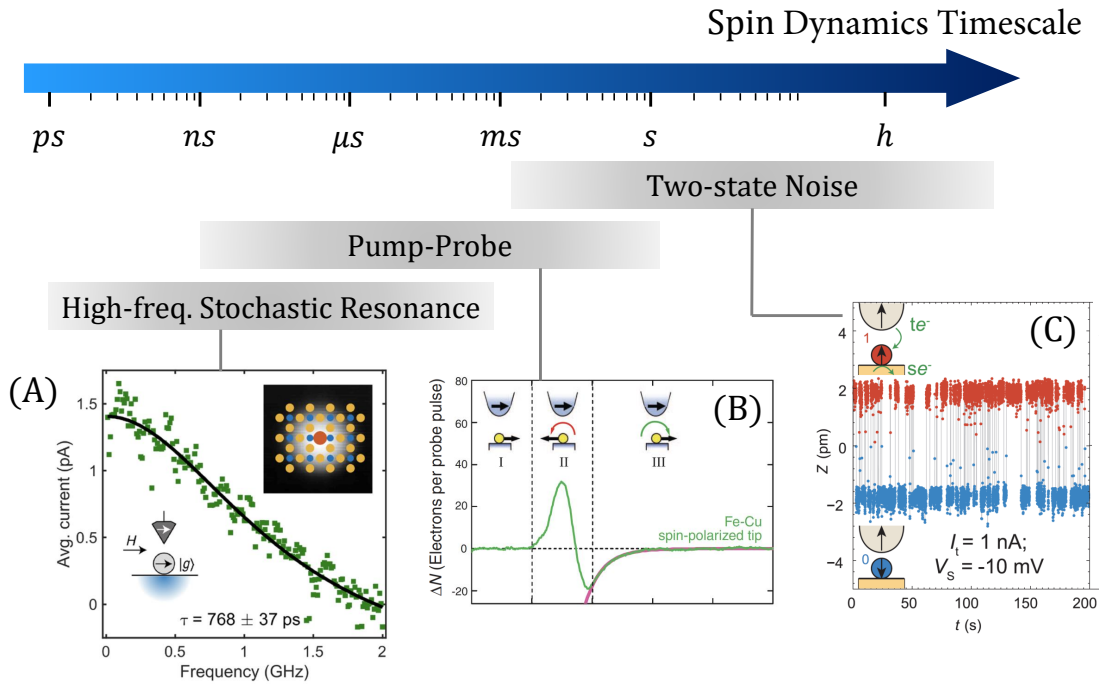 Spin Dynamics Timescale
ps ns μs ms s h
Two-state Noise
Pump-Probe
High-freq. Stochastic Resonance
(A)
Avg. current (pA)
1.5
1.0
0.5
0
H
|g⟩
τ = 768 ± 37 ps
0 0.5 1 1.5 2
Frequency (GHz)
(B)
ΔN (Electrons per probe pulse)
80
60
40
20
0
-20
I II III
Fe-Cu
spin-polarized tip
(C)
Z (pm)
4
2
0
-2
-4
1
te-
se-
0
It = 1 nA;
VS = -10 mV
0 50 100 150 200
t (s)